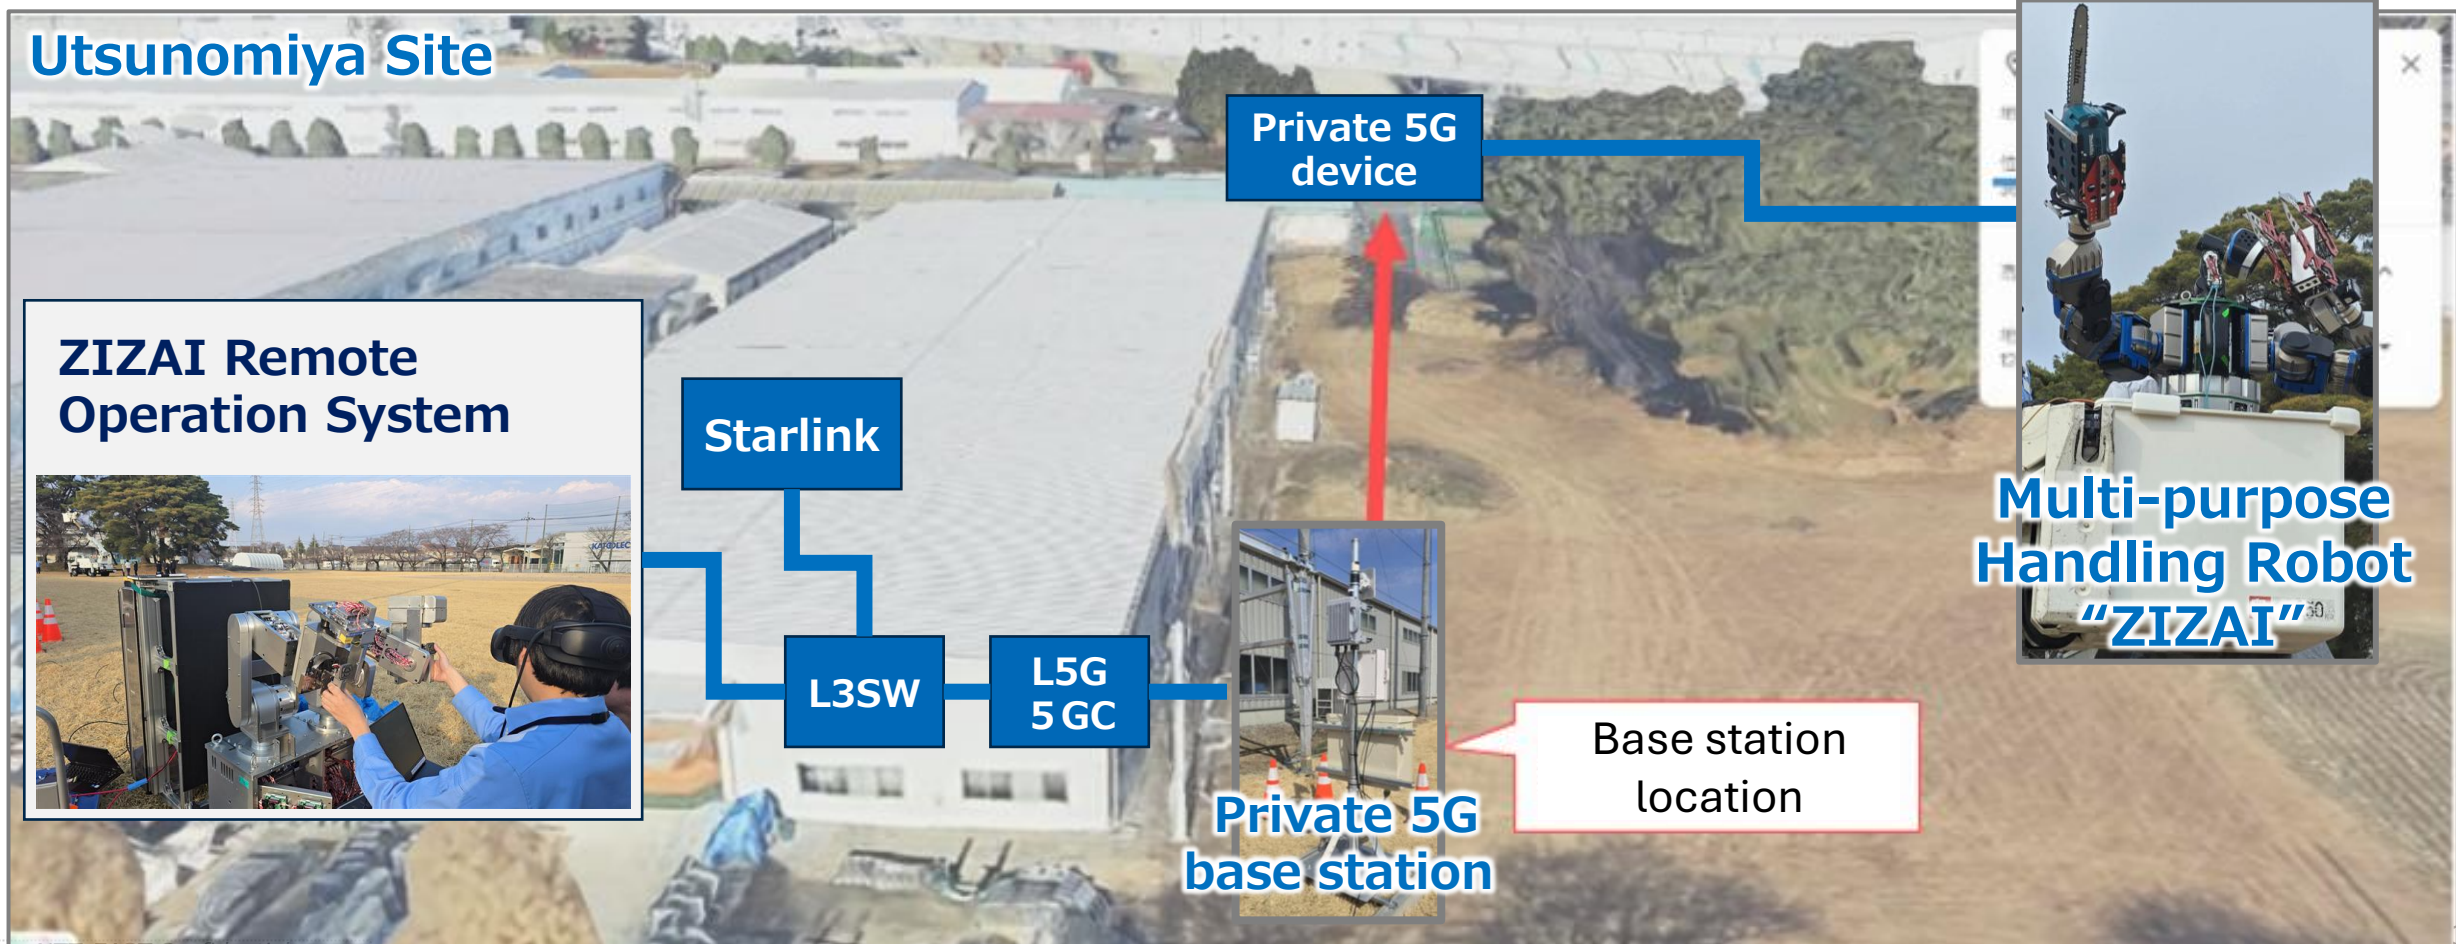 Utsunomiya Site
Private 5G
device
ZIZAI Remote
Operation System
Starlink
L3SW
L5G
5GC
Private 5G
base station
Base station
location
Multi-purpose
Handling Robot
“ZIZAI”
makita